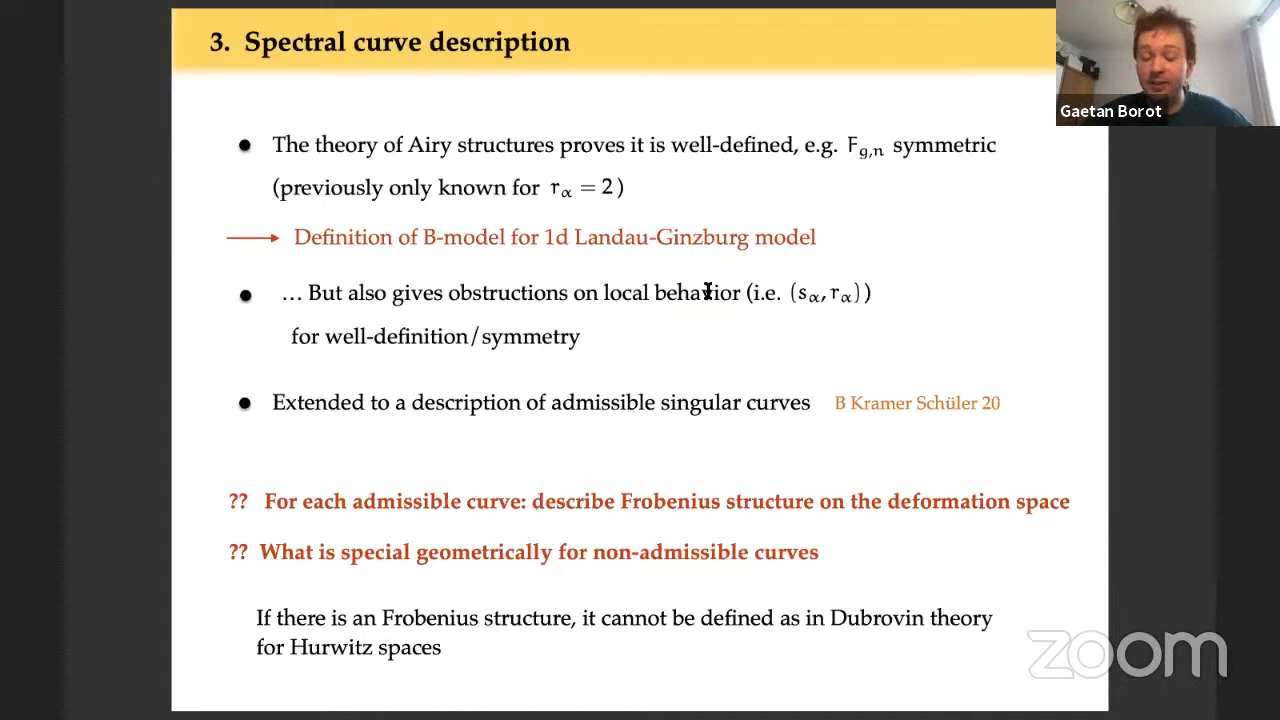 3. Spectral curve description
Gaetan Borot
● The theory of Airy structures proves it is well-defined, e.g. F_{g,n} symmetric
(previously only known for r_α = 2)
⟶ Definition of B-model for 1d Landau-Ginzburg model
● … But also gives obstructions on local behavior (i.e. (s_α, r_α))
for well-definition/symmetry
● Extended to a description of admissible singular curves B Kramer Schüler 20
?? For each admissible curve: describe Frobenius structure on the deformation space
?? What is special geometrically for non-admissible curves
If there is an Frobenius structure, it cannot be defined as in Dubrovin theory
for Hurwitz spaces
zoom